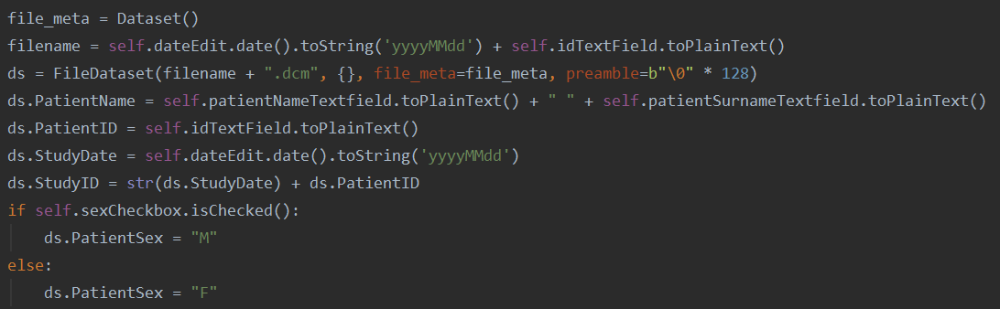 file_meta = Dataset()
filename = self.dateEdit.date().toString('yyyyMMdd') + self.idTextField.toPlainText()
ds = FileDataset(filename + ".dcm", {}, file_meta=file_meta, preamble=b"\0" * 128)
ds.PatientName = self.patientNameTextfield.toPlainText() + " " + self.patientSurnameTextfield.toPlainText()
ds.PatientID = self.idTextField.toPlainText()
ds.StudyDate = self.dateEdit.date().toString('yyyyMMdd')
ds.StudyID = str(ds.StudyDate) + ds.PatientID
if self.sexCheckbox.isChecked():
    ds.PatientSex = "M"
else:
    ds.PatientSex = "F"